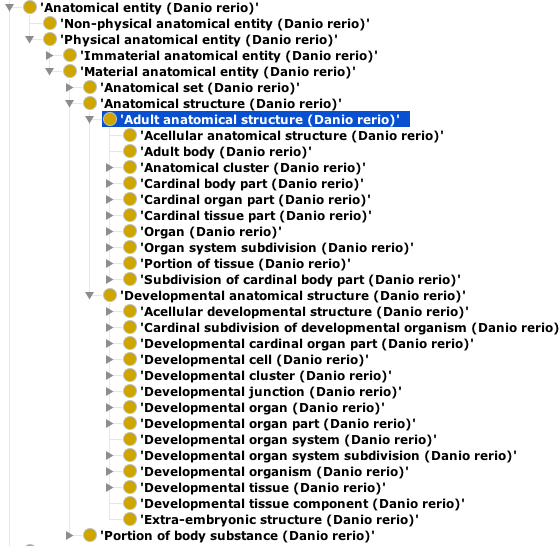 'Anatomical entity (Danio rerio)'
'Non-physical anatomical entity (Danio rerio)'
'Physical anatomical entity (Danio rerio)'
'Immaterial anatomical entity (Danio rerio)'
'Material anatomical entity (Danio rerio)'
'Anatomical set (Danio rerio)'
'Anatomical structure (Danio rerio)'
'Adult anatomical structure (Danio rerio)'
'Acellular anatomical structure (Danio rerio)'
'Adult body (Danio rerio)'
'Anatomical cluster (Danio rerio)'
'Cardinal body part (Danio rerio)'
'Cardinal organ part (Danio rerio)'
'Cardinal tissue part (Danio rerio)'
'Organ (Danio rerio)'
'Organ system subdivision (Danio rerio)'
'Portion of tissue (Danio rerio)'
'Subdivision of cardinal body part (Danio rerio)'
'Developmental anatomical structure (Danio rerio)'
'Acellular developmental structure (Danio rerio)'
'Cardinal subdivision of developmental organism (Danio rerio)
'Developmental cardinal organ part (Danio rerio)'
'Developmental cell (Danio rerio)'
'Developmental cluster (Danio rerio)'
'Developmental junction (Danio rerio)'
'Developmental organ (Danio rerio)'
'Developmental organ part (Danio rerio)'
'Developmental organ system (Danio rerio)'
'Developmental organ system subdivision (Danio rerio)'
'Developmental organism (Danio rerio)'
'Developmental tissue (Danio rerio)'
'Developmental tissue component (Danio rerio)'
'Extra-embryonic structure (Danio rerio)'
'Portion of body substance (Danio rerio)'